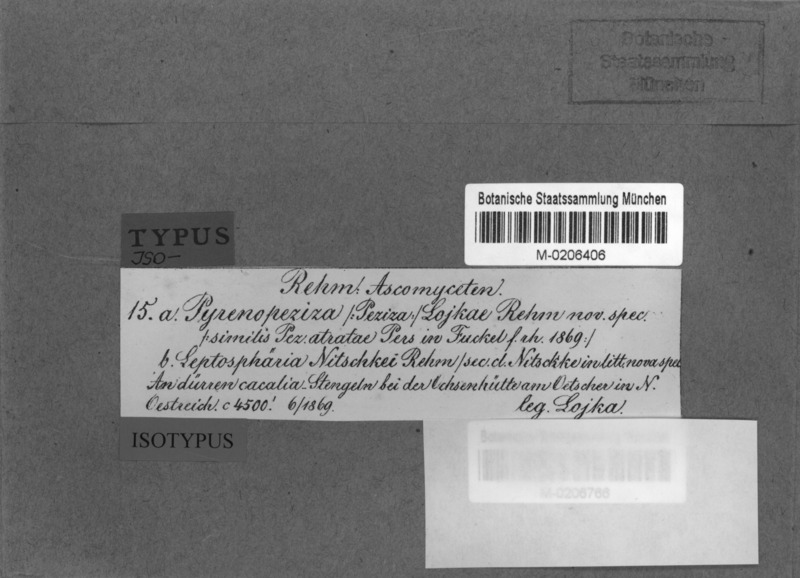 Botanische
Staatssammlung
München
Botanische Staatssammlung München
M-0206406
TYPUS
ISO-
Rehm: Ascomyceten.
15. a. Pyrenopeziza /:Peziza:/ Lojkae Rehm nov. spec.
/:similis Pez. atratae Pers in Fuckel f. rh. 1869:/
b. Leptosphäria Nitschkei Rehm /sec. cl. Nitschke in litt. nova spec
An dürren cacalia-Stengeln bei der Ochsenhütte am Oetscher in N.
Oestreich. c 4500.' 6/1869. leg. Lojka.
ISOTYPUS
M-0206766